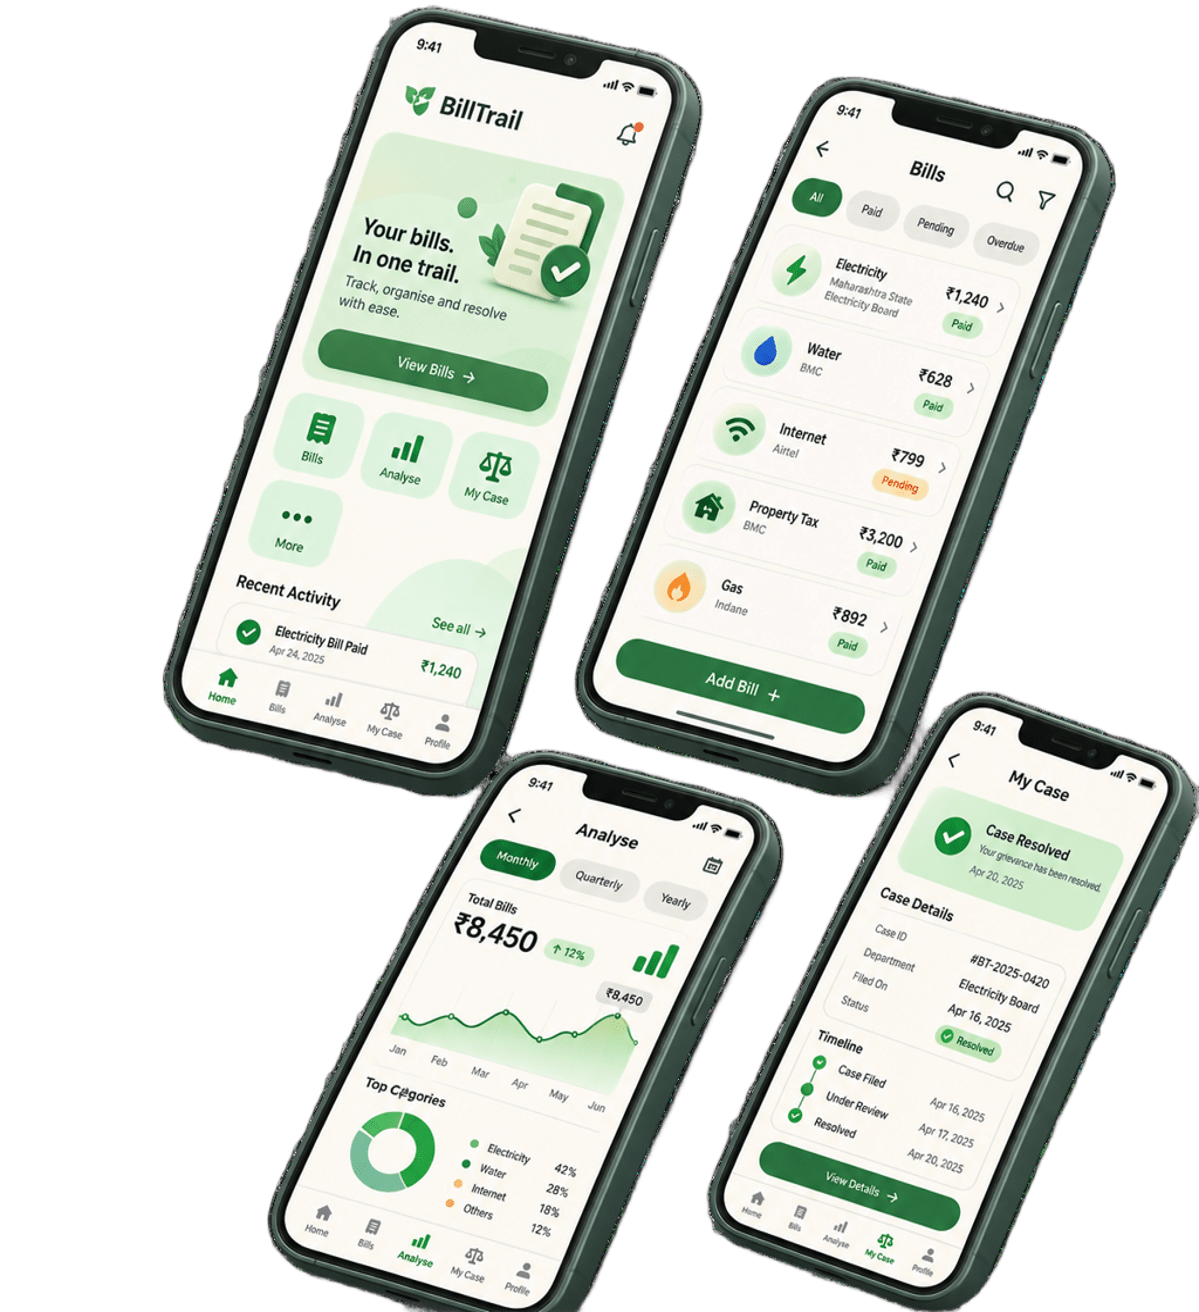 9:41
BillTrail
Your bills.
In one trail.
Track, organise and resolve
with ease.
View Bills →
Bills
Analyse
My Case
More
Recent Activity
See all →
Electricity Bill Paid
Apr 24, 2025
₹1,240
Home
Bills
Analyse
My Case
Profile
9:41
Bills
All
Paid
Pending
Overdue
Electricity
Maharashtra State
Electricity Board
₹1,240
Paid
Water
BMC
₹628
Paid
Internet
Airtel
₹799
Pending
Property Tax
BMC
₹3,200
Paid
Gas
Indane
₹892
Paid
Add Bill +
9:41
Analyse
Monthly
Quarterly
Yearly
Total Bills
₹8,450
↑ 12%
₹8,450
Jan
Feb
Mar
Apr
May
Jun
Top
Electricity 42%
Water 28%
Internet 18%
Others 12%
Home
Bills
Analyse
My Case
Profile
9:41
My Case
Case Resolved
Your grievance has been resolved.
Apr 20, 2025
Case Details
Case ID #BT-2025-0420
Department Electricity Board
Filed On Apr 16, 2025
Status Resolved
Timeline
Case Filed Apr 16, 2025
Under Review Apr 17, 2025
Resolved Apr 20, 2025
View Details →
Home
Bills
Analyse
My Case
Profile